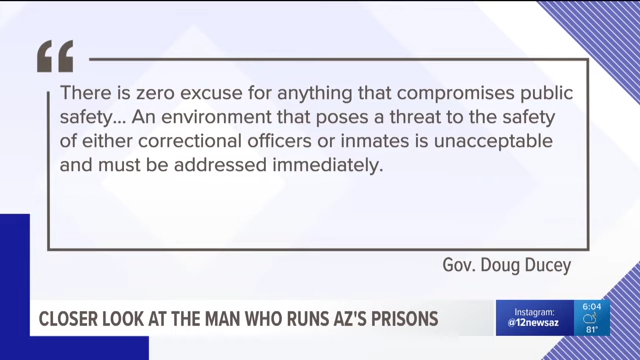 “
There is zero excuse for anything that compromises public
safety... An environment that poses a threat to the safety
of either correctional officers or inmates is unacceptable
and must be addressed immediately.
Gov. Doug Ducey
CLOSER LOOK AT THE MAN WHO RUNS AZ'S PRISONS
Instagram:
@12newsaz
6:04
81°